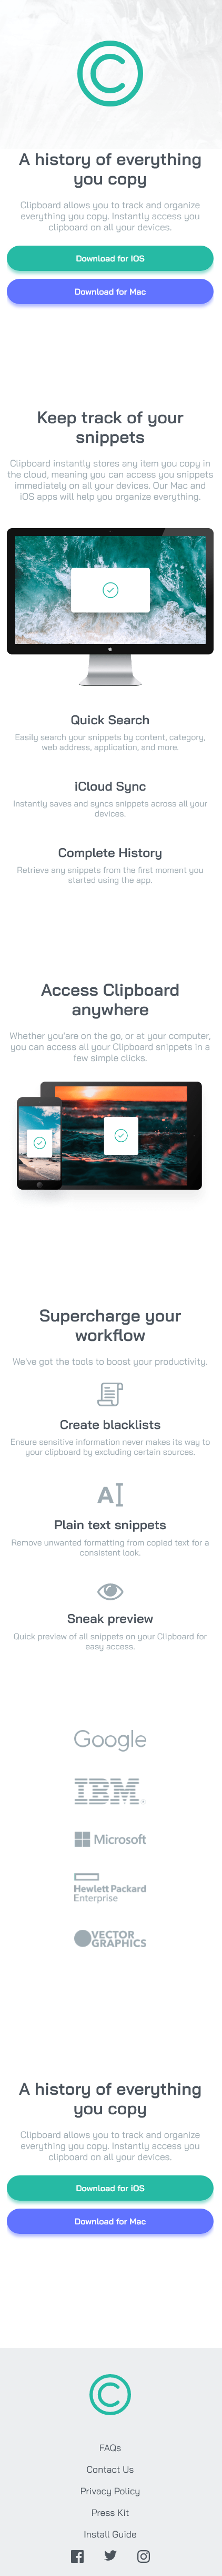 A history of everything
you copy
Clipboard allows you to track and organize
everything you copy. Instantly access you
clipboard on all your devices.
Download for iOS
Download for Mac
Keep track of your
snippets
Clipboard instantly stores any item you copy in
the cloud, meaning you can access you snippets
immediately on all your devices. Our Mac and
iOS apps will help you organize everything.
Quick Search
Easily search your snippets by content, category,
web address, application, and more.
iCloud Sync
Instantly saves and syncs snippets across all your
devices.
Complete History
Retrieve any snippets from the first moment you
started using the app.
Access Clipboard
anywhere
Whether you'are on the go, or at your computer,
you can access all your Clipboard snippets in a
few simple clicks.
Supercharge your
workflow
We've got the tools to boost your productivity.
Create blacklists
Ensure sensitive information never makes its way to
your clipboard by excluding certain sources.
A
Plain text snippets
Remove unwanted formatting from copied text for a
consistent look.
Sneak preview
Quick preview of all snippets on your Clipboard for
easy access.
Google
IBM
Microsoft
Hewlett Packard
Enterprise
VECTOR
GRAPHICS
A history of everything
you copy
Clipboard allows you to track and organize
everything you copy. Instantly access you
clipboard on all your devices.
Download for iOS
Download for Mac
FAQs
Contact Us
Privacy Policy
Press Kit
Install Guide